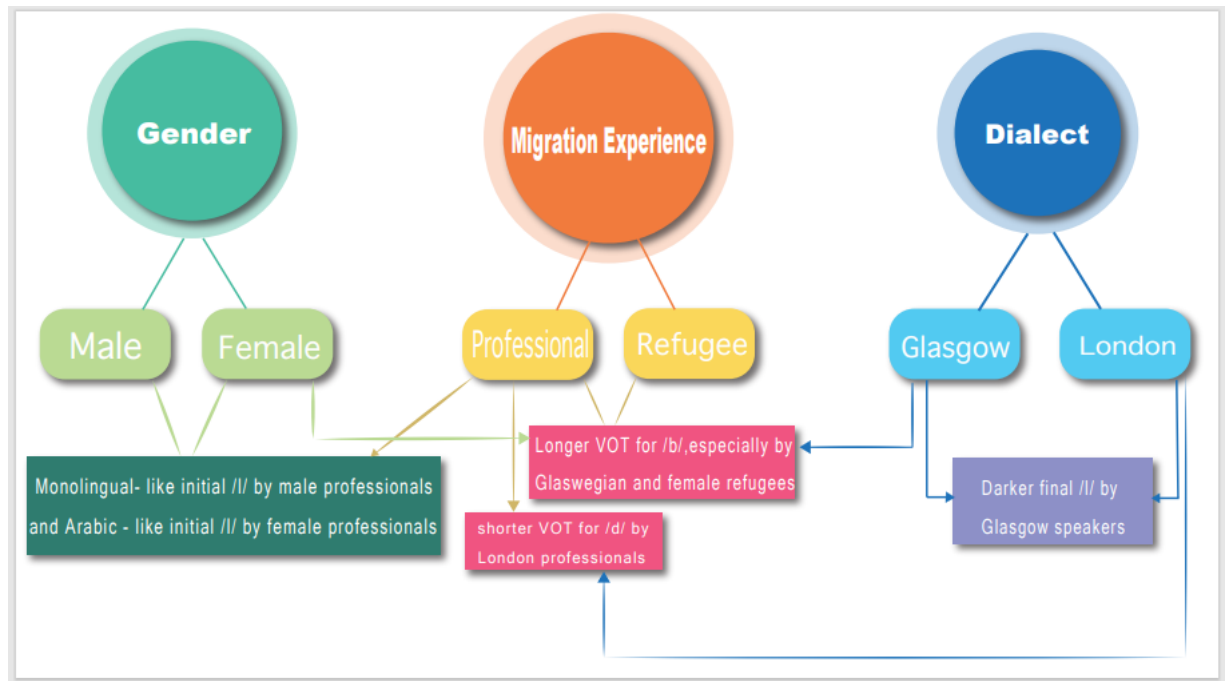 Gender
Migration Experience
Dialect
Male
Female
Professional
Refugee
Glasgow
London
Monolingual- like initial /l/ by male professionals
and Arabic - like initial /l/ by female professionals
Longer VOT for /b/,especially by
Glaswegian and female refugees
shorter VOT for /d/ by
London professionals
Darker final /l/ by
Glasgow speakers